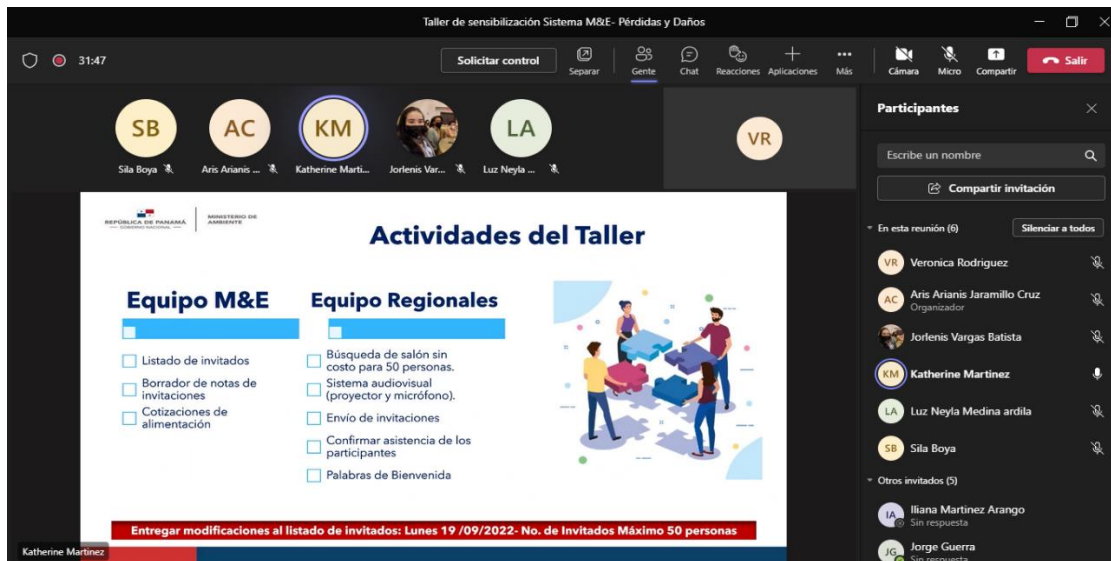 Taller de sensibilización Sistema M&E- Pérdidas y Daños
31:47
Solicitar control
Separar
Gente
Chat
Reacciones
Aplicaciones
Más
Cámara
Micro
Compartir
Salir
SB
AC
KM
LA
VR
Sila Boya
Aris Arianis ...
Katherine Marti...
Jorlenis Var...
Luz Neyla ...
REPÚBLICA DE PANAMÁ
— GOBIERNO NACIONAL —
MINISTERIO DE
AMBIENTE
Actividades del Taller
Equipo M&E
Listado de invitados
Borrador de notas de
invitaciones
Cotizaciones de
alimentación
Equipo Regionales
Búsqueda de salón sin
costo para 50 personas.
Sistema audiovisual
(proyector y micrófono).
Envío de invitaciones
Confirmar asistencia de los
participantes
Palabras de Bienvenida
Entregar modificaciones al listado de invitados: Lunes 19 /09/2022- No. de Invitados Máximo 50 personas
Katherine Martinez
Participantes
Escribe un nombre
Compartir invitación
En esta reunión (6)
Silenciar a todos
VR
Veronica Rodriguez
AC
Aris Arianis Jaramillo Cruz
Organizador
Jorlenis Vargas Batista
KM
Katherine Martinez
LA
Luz Neyla Medina ardila
SB
Sila Boya
Otros invitados (5)
IA
Iliana Martinez Arango
Sin respuesta
JG
Jorge Guerra
Sin respuesta